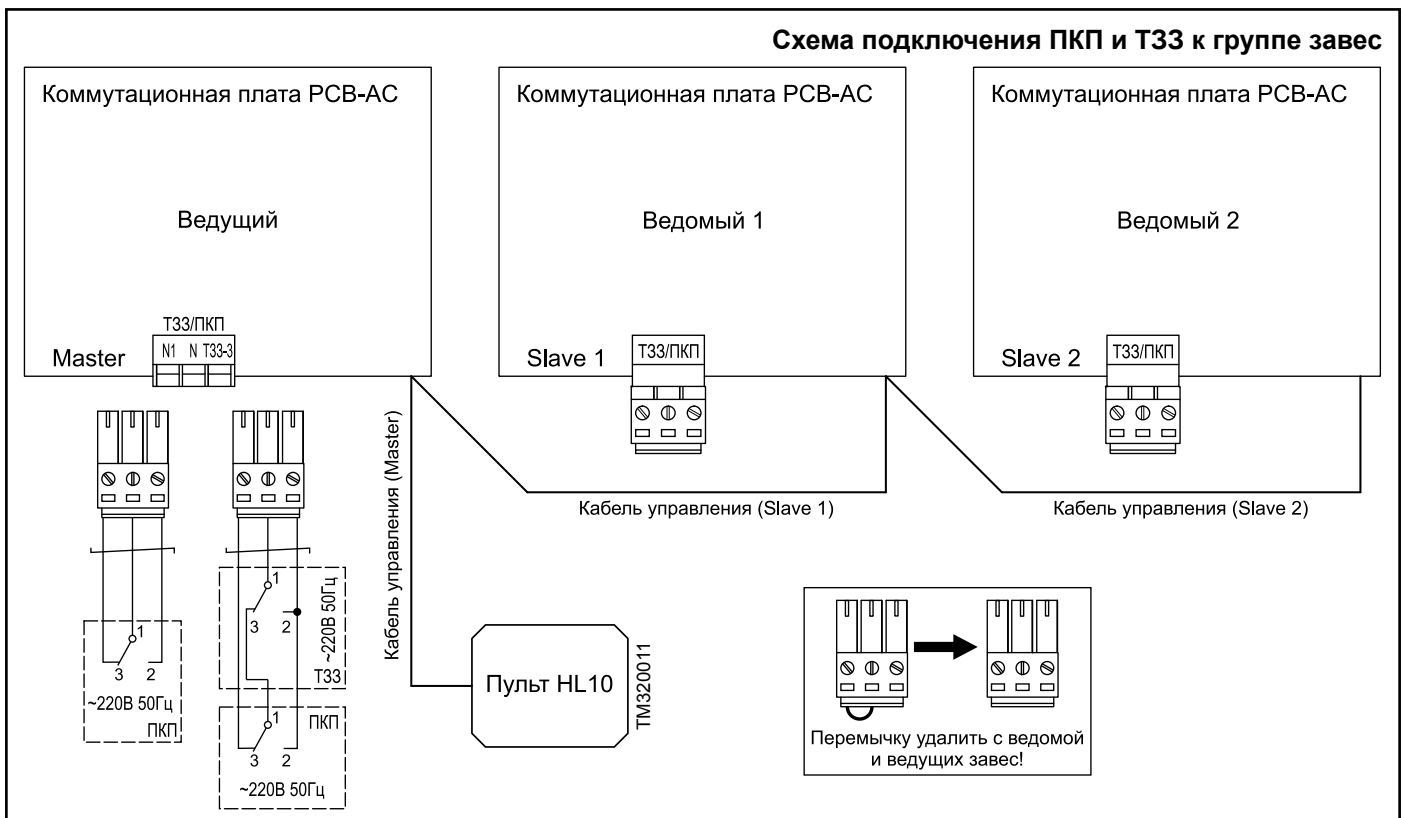 Схема подключения ПКП и ТЗЗ к группе завес
Коммутационная плата PCB-AC
Ведущий
ТЗЗ/ПКП
N1 N ТЗЗ-3
Master
Коммутационная плата PCB-AC
Ведомый 1
Slave 1
ТЗЗ/ПКП
Коммутационная плата PCB-AC
Ведомый 2
Slave 2
ТЗЗ/ПКП
Кабель управления (Master)
Кабель управления (Slave 1)
Кабель управления (Slave 2)
1
3 2
~220В 50Гц
ПКП
1
3 2
~220В 50Гц
ТЗЗ
1
ПКП
3 2
~220В 50Гц
Пульт HL10
TM320011
Перемычку удалить с ведомой
и ведущих завес!